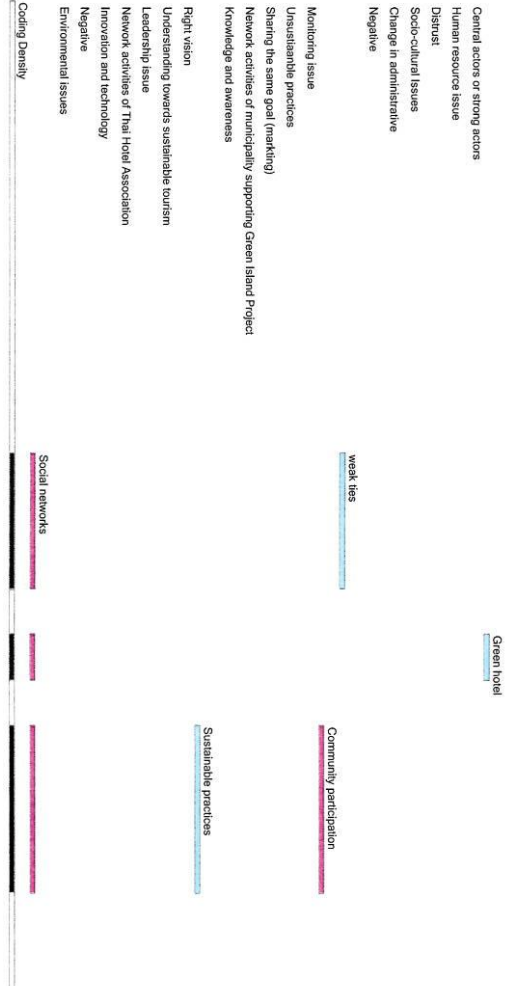 Green hotel
Central actors or strong actors
Human resource issue
Distrust
Socio-cultural Issues
Change in administrative
Negative
weak ties
Community participation
Monitoring issue
Unsustiaanble practices
Sharing the same goal (markting)
Network activities of municipality supporting Green Island Project
Knowledge and awareness
Sustainable practices
Right vision
Understanding towards sustainable tourism
Leadership issue
Network activities of Thai Hotel Association
Innovation and technology
Negative
Environmental issues
Social networks
Coding Density